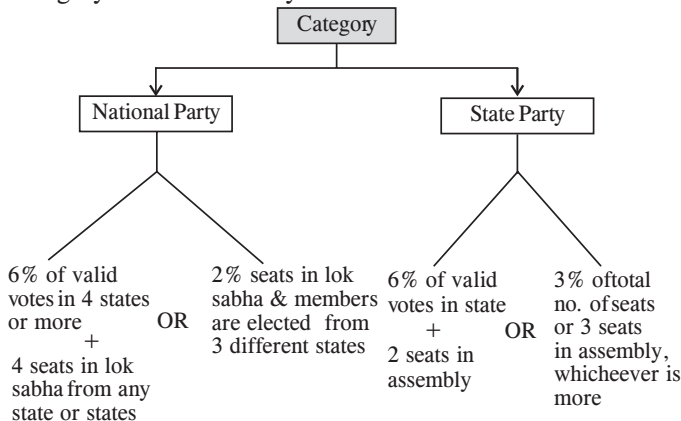 Category
National Party
State Party
6% of valid
votes in 4 states
or more
+
4 seats in lok
sabha from any
state or states
OR
2% seats in lok
sabha & members
are elected from
3 different states
6% of valid
votes in state
+
2 seats in
assembly
OR
3% oftotal
no. of seats
or 3 seats
in assembly,
whicheever is
more